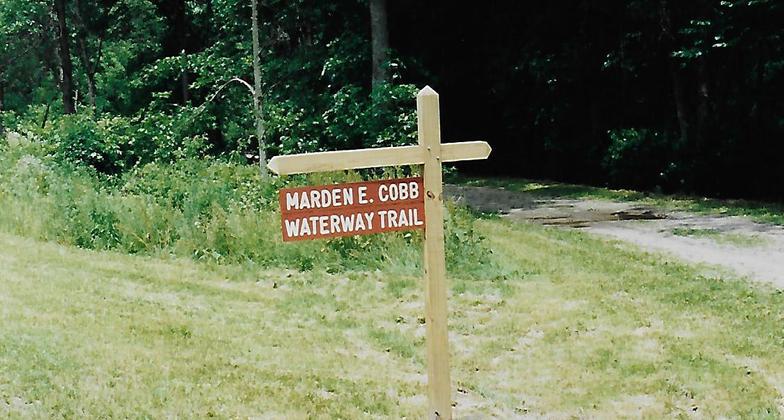 MARDEN E. COBB
WATERWAY TRAIL